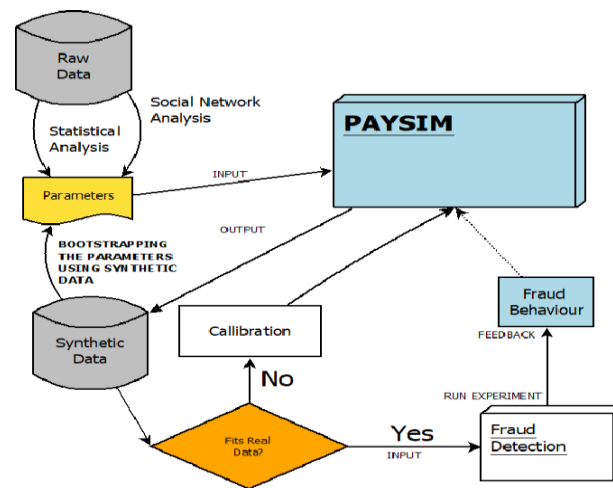 Raw
Data
Social Network
Analysis
Statistical
Analysis
PAYSIM
Parameters
INPUT
OUTPUT
BOOTSTRAPPING
THE PARAMETERS
USING SYNTHETIC
DATA
Synthetic
Data
Callibration
Fraud
Behaviour
FEEDBACK
No
RUN EXPERIMENT
Fits Real
Data?
Yes
INPUT
Fraud
Detection